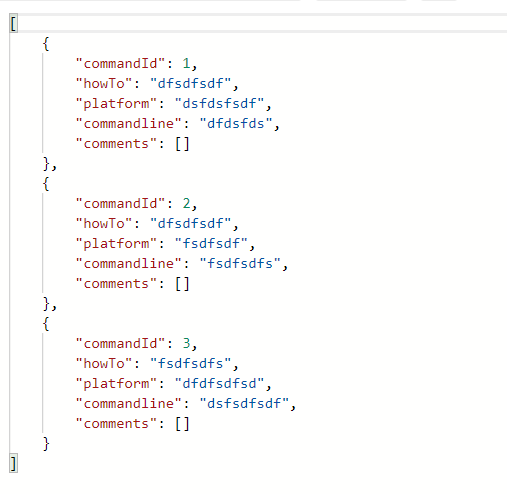 [
{
"commandId": 1,
"howTo": "dfsdfsdf",
"platform": "dsfdsfsdf",
"commandline": "dfdsfds",
"comments": []
},
{
"commandId": 2,
"howTo": "dfsdfsdf",
"platform": "fsdfsdf",
"commandline": "fsdfsdfs",
"comments": []
},
{
"commandId": 3,
"howTo": "fsdfsdfs",
"platform": "dfdfsdfsd",
"commandline": "dsfsdfsdf",
"comments": []
}
]